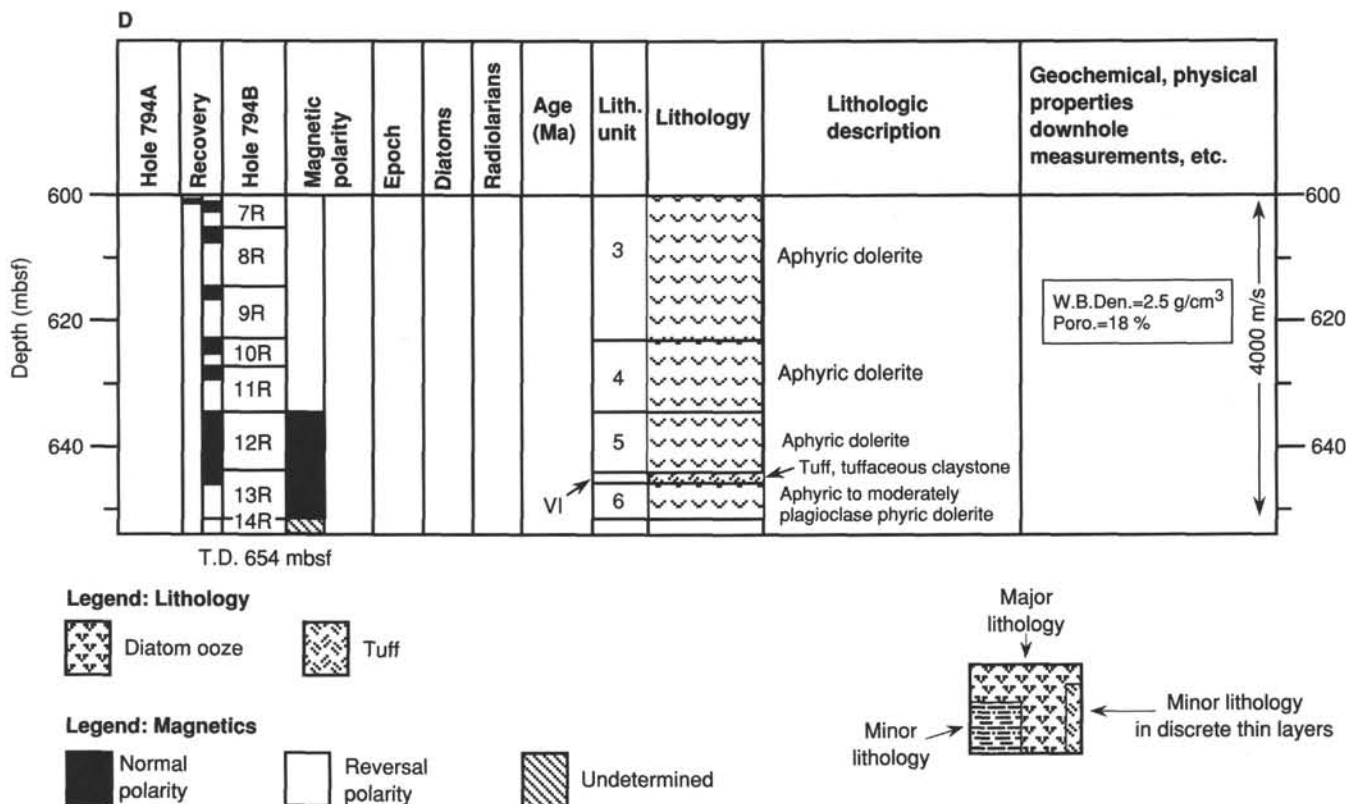 D
Hole 794A
Recovery
Hole 794B
Magnetic
polarity
Epoch
Diatoms
Radiolarians
Age
(Ma)
Lith.
unit
Lithology
Lithologic
description
Geochemical, physical
properties
downhole
measurements, etc.
Depth (mbsf)
600
620
640
7R
8R
9R
10R
11R
12R
13R
14R
3
4
5
VI
6
Aphyric dolerite
Aphyric dolerite
Aphyric dolerite
Tuff, tuffaceous claystone
Aphyric to moderately
plagioclase phyric dolerite
W.B.Den.=2.5 g/cm³
Poro.=18 %
4000 m/s
600
620
640
T.D. 654 mbsf
Legend: Lithology
Diatom ooze
Tuff
Legend: Magnetics
Normal
polarity
Reversal
polarity
Undetermined
Major
lithology
Minor
lithology
Minor lithology
in discrete thin layers